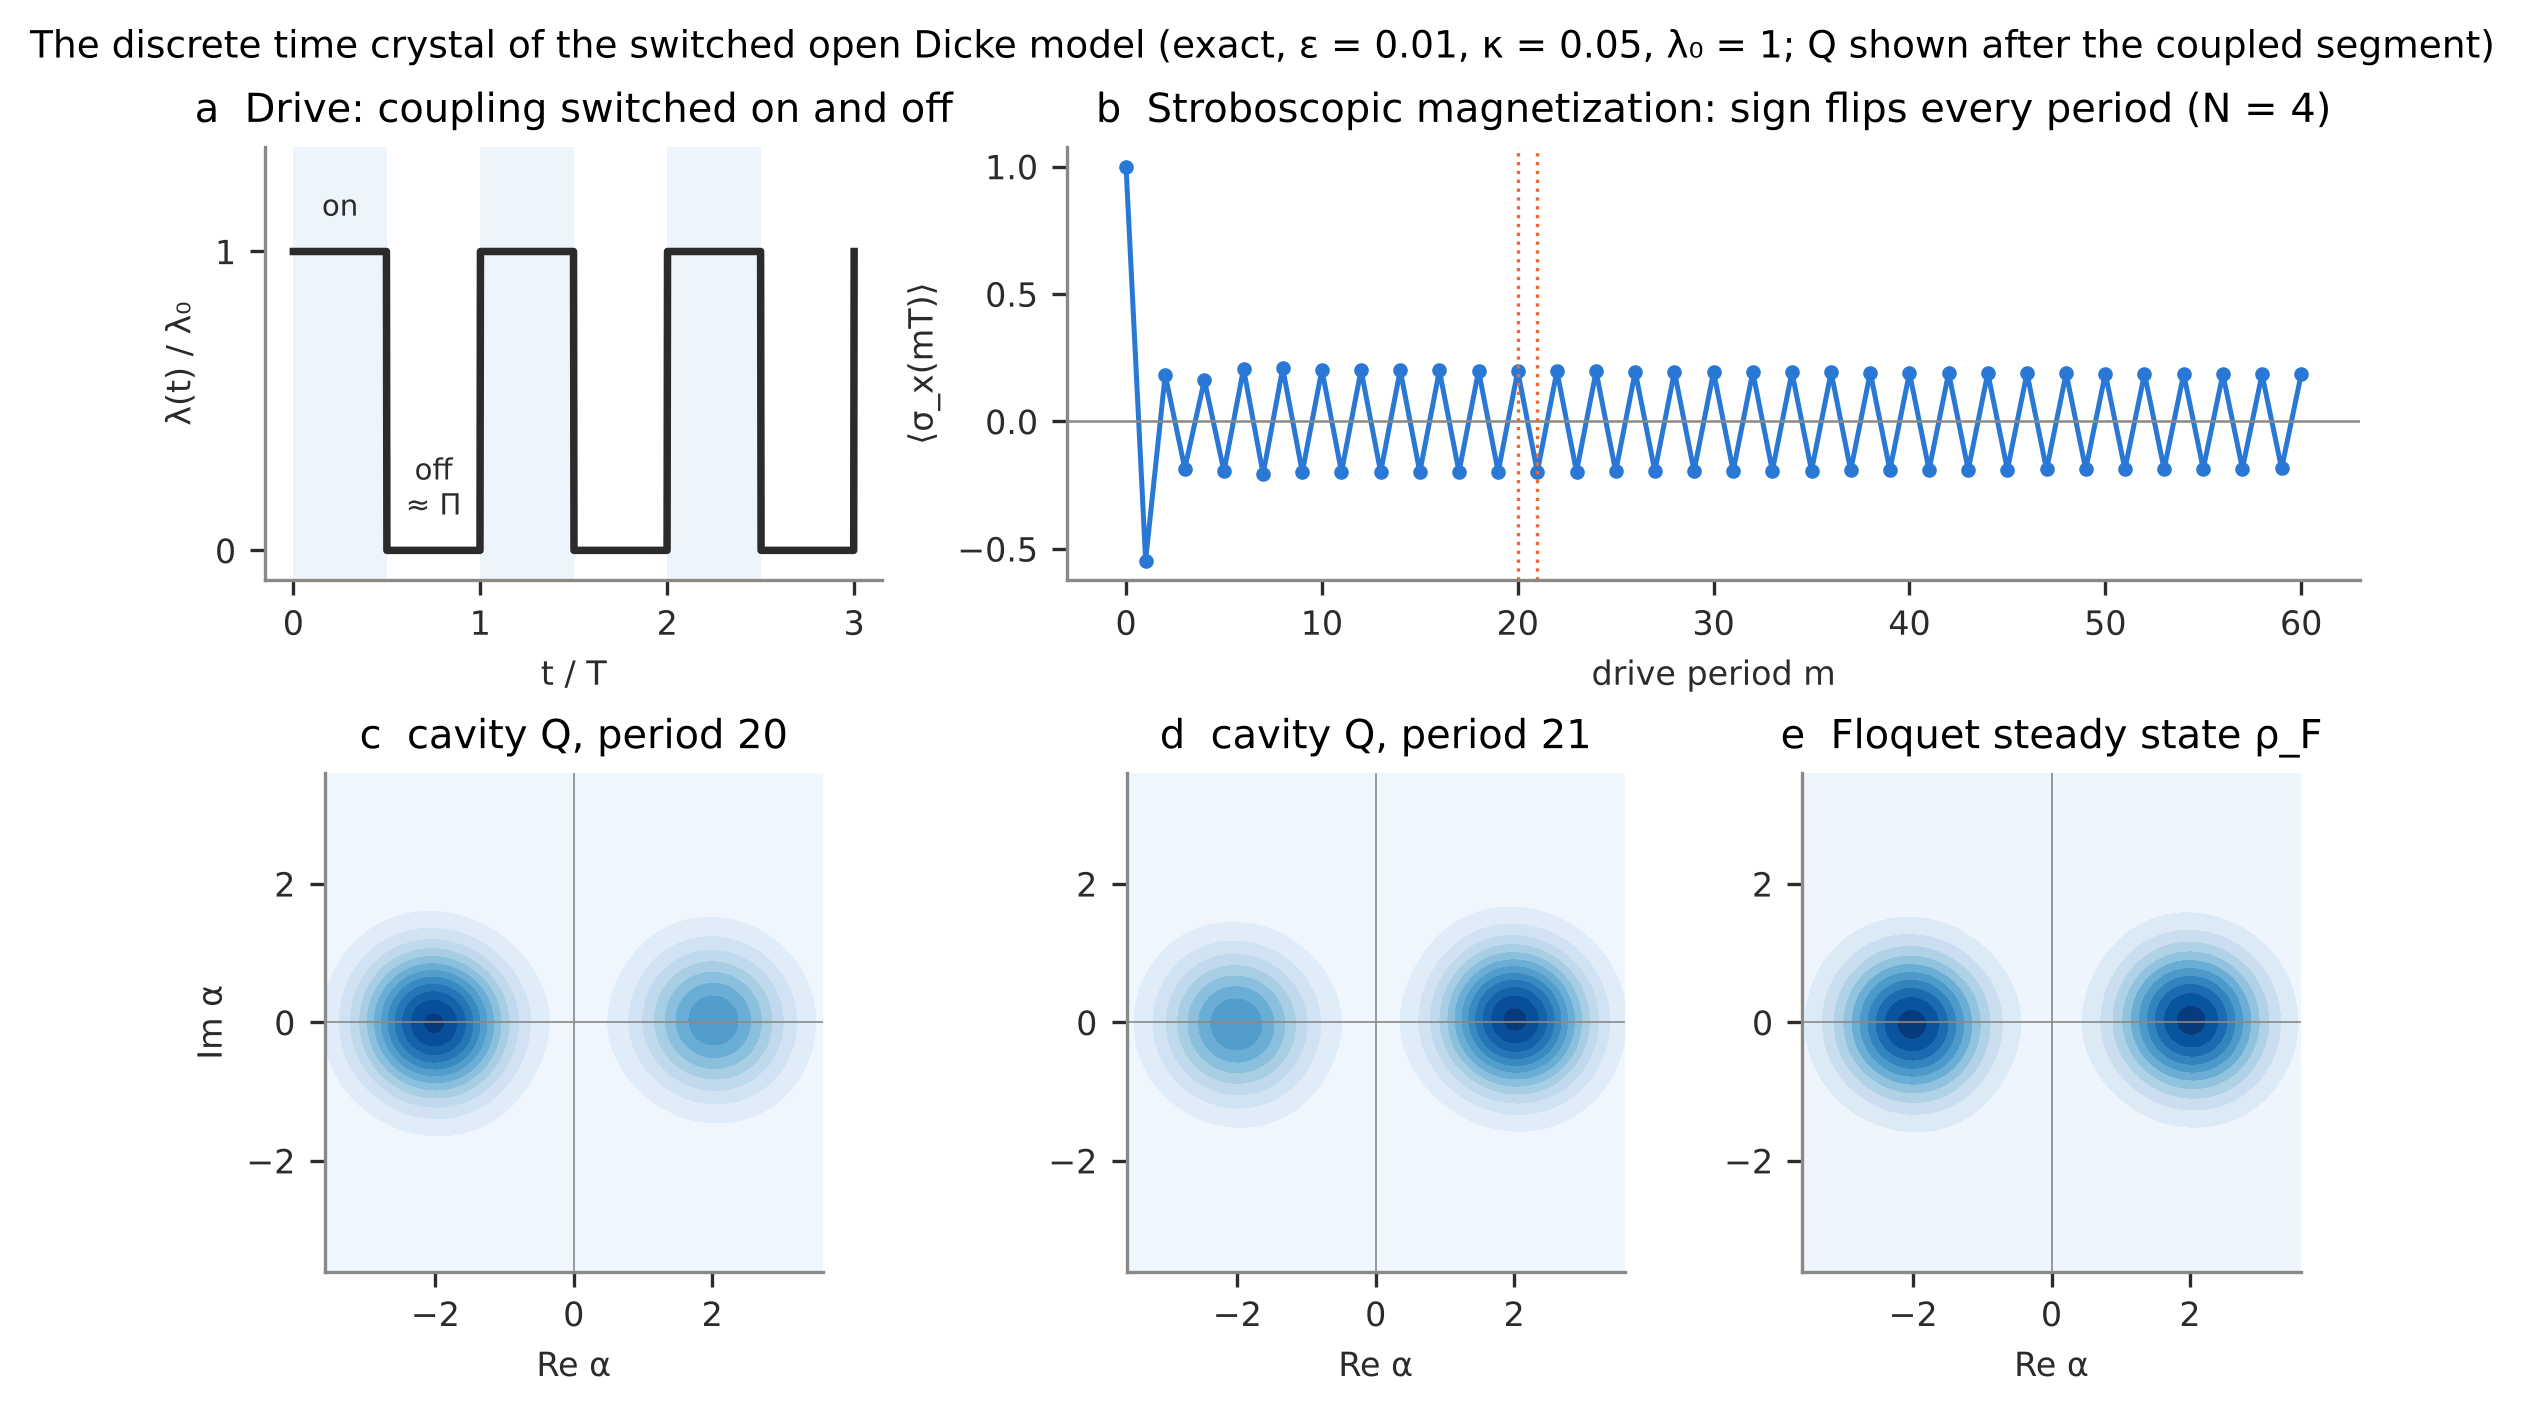 The discrete time crystal of the switched open Dicke model (exact, ε = 0.01, κ = 0.05, λ₀ = 1; Q shown after the coupled segment)
a Drive: coupling switched on and off
λ(t) / λ₀
1
0
on
off
≈ Π
0 1 2 3
t / T
b Stroboscopic magnetization: sign flips every period (N = 4)
⟨σ_x(mT)⟩
1.0
0.5
0.0
−0.5
0 10 20 30 40 50 60
drive period m
c cavity Q, period 20
Im α
2
0
−2
−2 0 2
Re α
d cavity Q, period 21
2
0
−2
−2 0 2
Re α
e Floquet steady state ρ_F
2
0
−2
−2 0 2
Re α